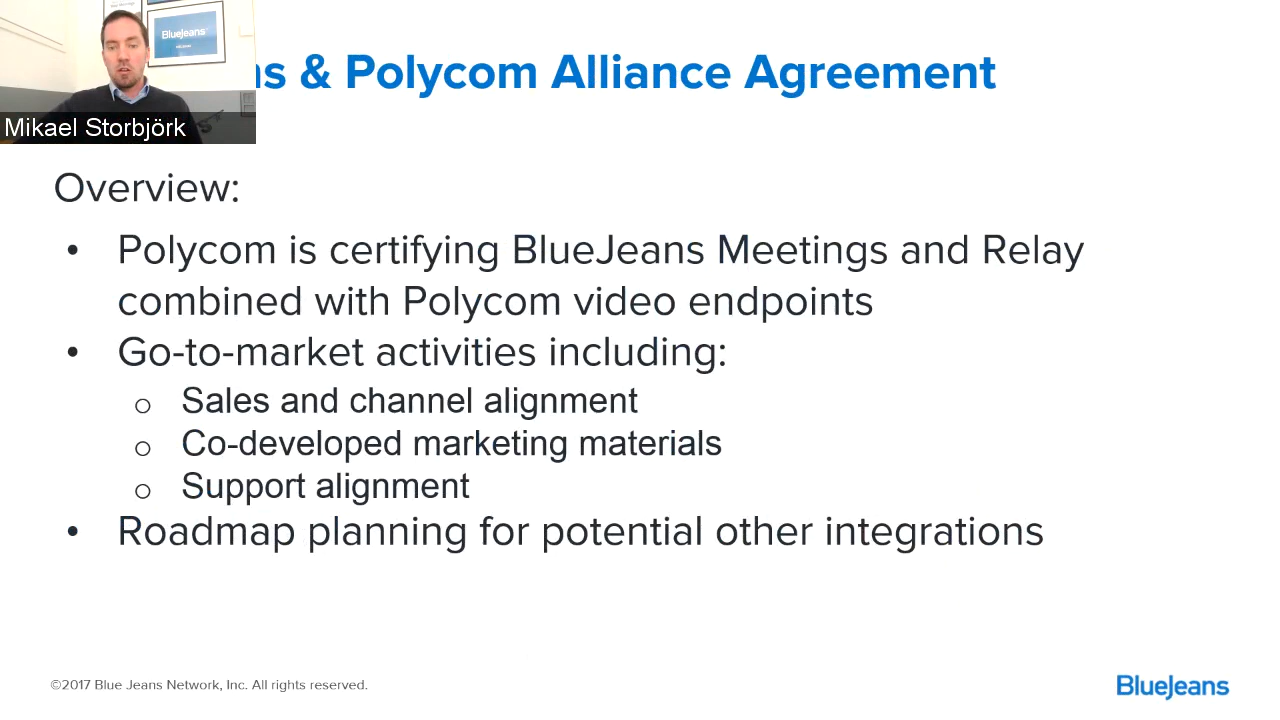 BlueJeans
ns & Polycom Alliance Agreement
Mikael Storbjörk
Overview:
• Polycom is certifying BlueJeans Meetings and Relay
combined with Polycom video endpoints
• Go-to-market activities including:
o Sales and channel alignment
o Co-developed marketing materials
o Support alignment
• Roadmap planning for potential other integrations
©2017 Blue Jeans Network, Inc. All rights reserved.
BlueJeans